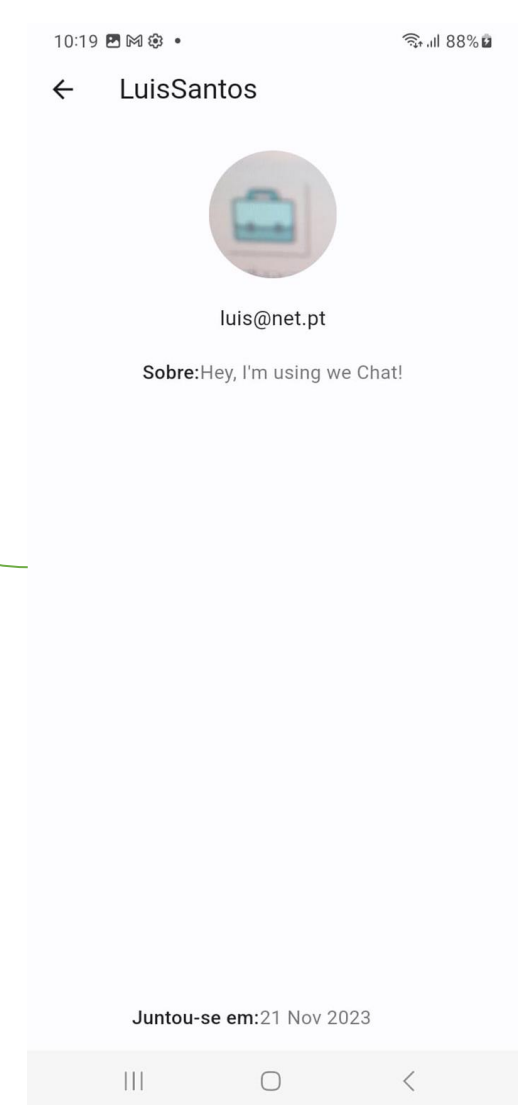 10:19 88%
LuisSantos
luis@net.pt
Sobre:Hey, I'm using we Chat!
Juntou-se em:21 Nov 2023